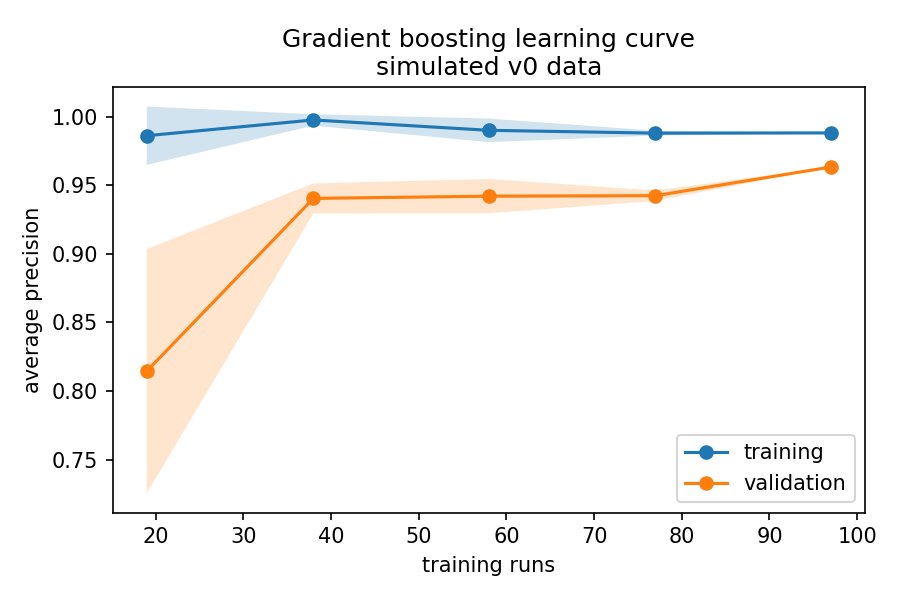 Gradient boosting learning curve
simulated v0 data
1.00
0.95
0.90
0.85
0.80
0.75
average precision
training
validation
20 30 40 50 60 70 80 90 100
training runs